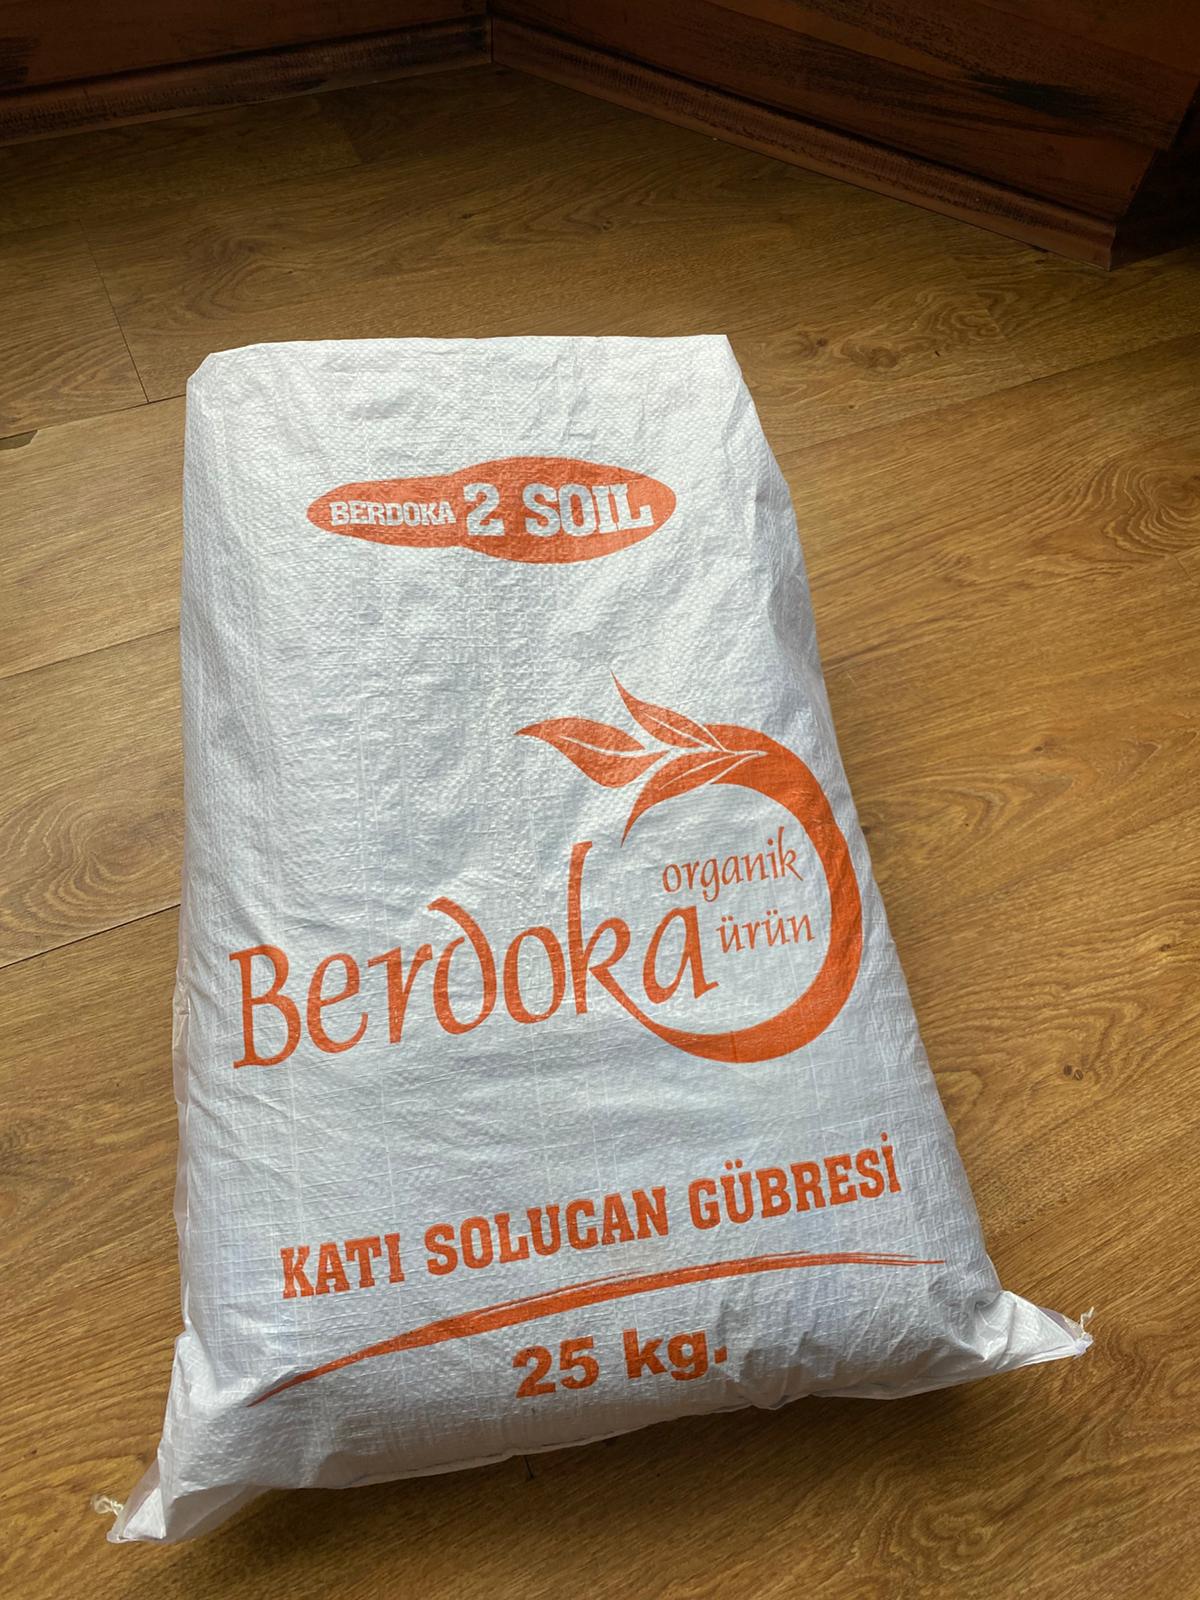 BERDOKA 2 SOIL
Berdoka organik
ürün
KATI SOLUCAN GÜBRESİ
25 kg.